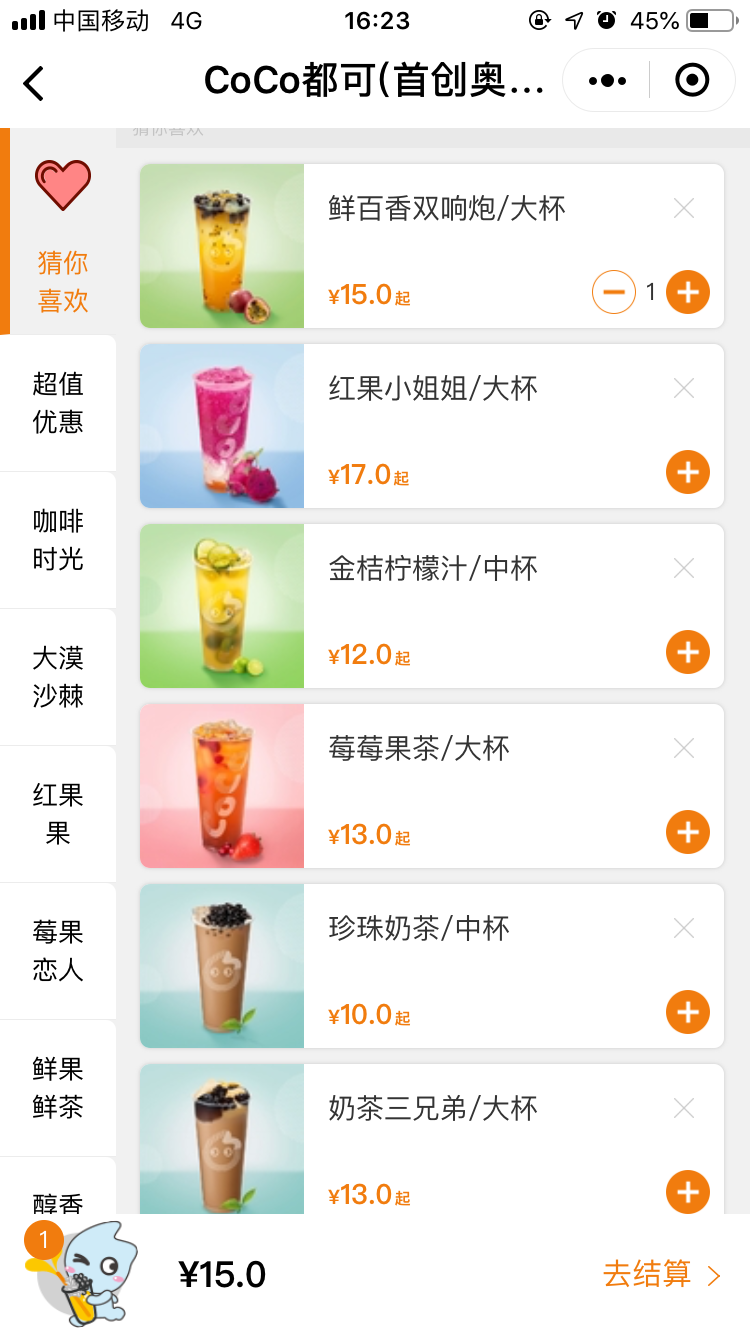 中国移动 4G 16:23 45%
CoCo都可(首创奥...
猜你喜欢
猜你
喜欢
超值
优惠
咖啡
时光
大漠
沙棘
红果
果
莓果
恋人
鲜果
鲜茶
醇香
鲜百香双响炮/大杯
¥15.0起
1
红果小姐姐/大杯
¥17.0起
金桔柠檬汁/中杯
¥12.0起
莓莓果茶/大杯
¥13.0起
珍珠奶茶/中杯
¥10.0起
奶茶三兄弟/大杯
¥13.0起
1
¥15.0
去结算